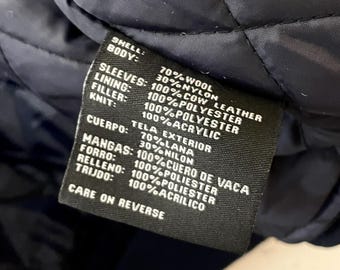 SHELL:
BODY:
70% WOOL
30% NYLON
SLEEVES: 100% COW LEATHER
LINING: 100% POLYESTER
FILLER: 100% POLYESTER
KNIT: 100% ACRYLIC
TELA EXTERIOR
CUERPO: 70% LANA
30% NILON
MANGAS: 100% CUERO DE VACA
FORRO: 100% POLIESTER
RELLENO: 100% POLIESTER
TRIJDO: 100% ACRILICO
CARE ON REVERSE